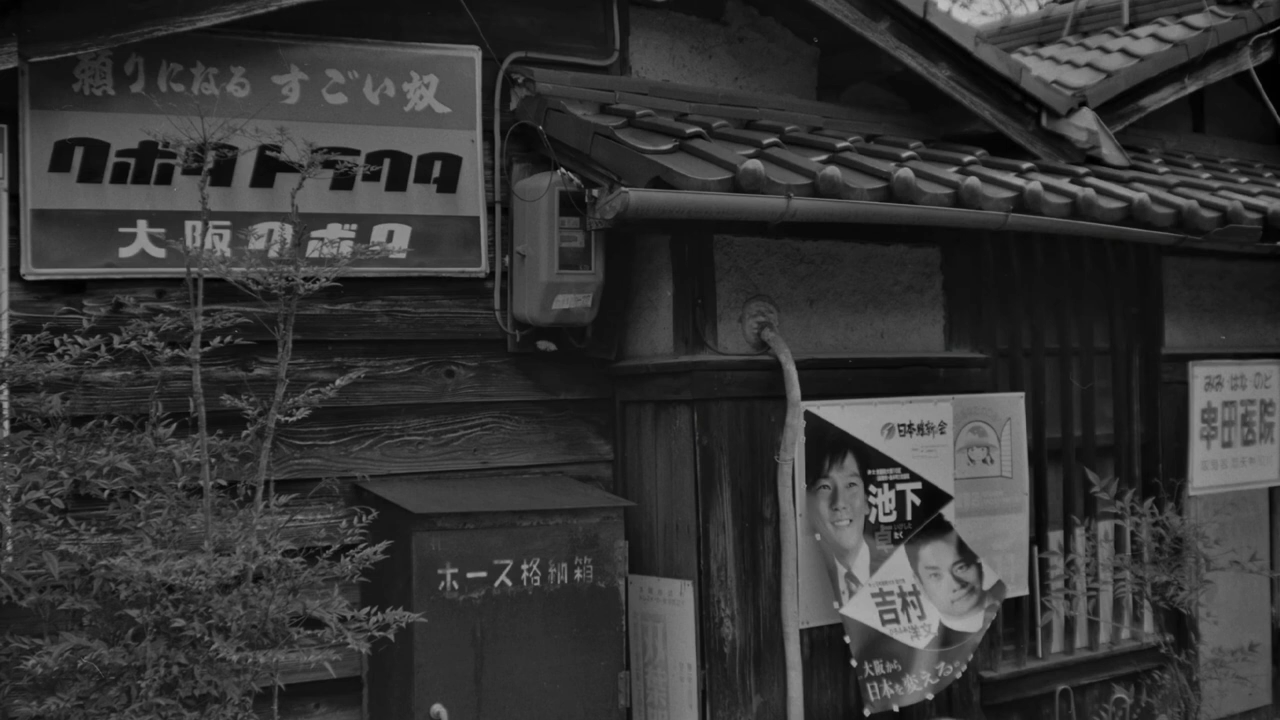 頼りになる すごい奴
クボタトラクタ
大阪クボタ
ホース格納箱
日本維新の会
池下
卓
吉村
洋文
大阪から
日本を変える。
みみ・はな・のど
串田医院